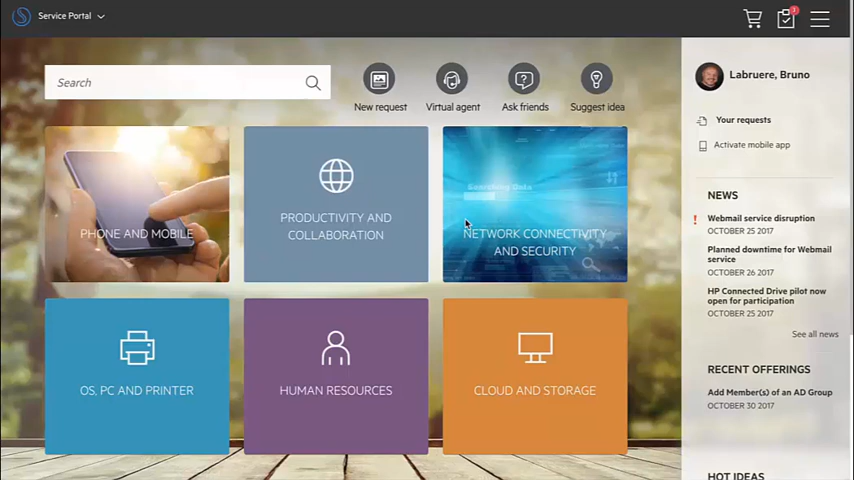 Service Portal
3
Search
New request
Virtual agent
Ask friends
Suggest idea
PHONE AND MOBILE
PRODUCTIVITY AND
COLLABORATION
Searching Data
NETWORK CONNECTIVITY
AND SECURITY
OS, PC AND PRINTER
HUMAN RESOURCES
CLOUD AND STORAGE
Labruere, Bruno
Your requests
Activate mobile app
NEWS
! Webmail service disruption
OCTOBER 25 2017
Planned downtime for Webmail
service
OCTOBER 26 2017
HP Connected Drive pilot now
open for participation
OCTOBER 25 2017
See all news
RECENT OFFERINGS
Add Member(s) of an AD Group
OCTOBER 30 2017
HOT IDEAS